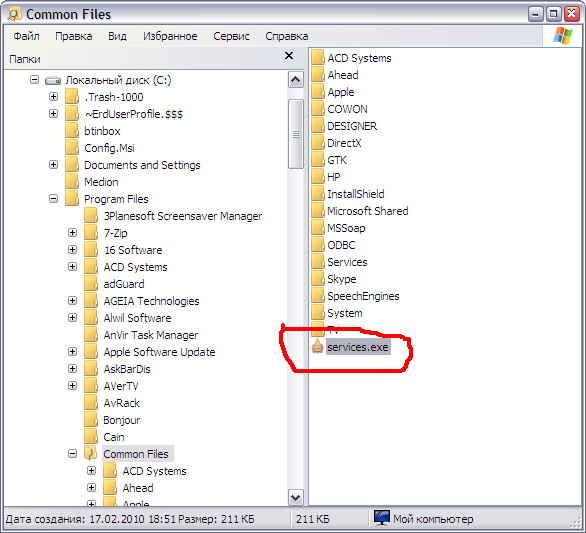 Common Files
Файл Правка Вид Избранное Сервис Справка
Папки
Локальный диск (C:)
.Trash-1000
~ErdUserProfile.$$$
btinbox
Config.Msi
Documents and Settings
Medion
Program Files
3Planesoft Screensaver Manager
7-Zip
16 Software
ACD Systems
adGuard
AGEIA Technologies
Alwil Software
AnVir Task Manager
Apple Software Update
AskBarDis
AVerTV
AvRack
Bonjour
Cain
Common Files
ACD Systems
Ahead
Apple
ACD Systems
Ahead
Apple
COWON
DESIGNER
DirectX
GTK
HP
InstallShield
Microsoft Shared
MSSoap
ODBC
Services
Skype
SpeechEngines
System
TV
services.exe
Дата создания: 17.02.2010 18:51 Размер: 211 КБ 211 КБ Мой компьютер